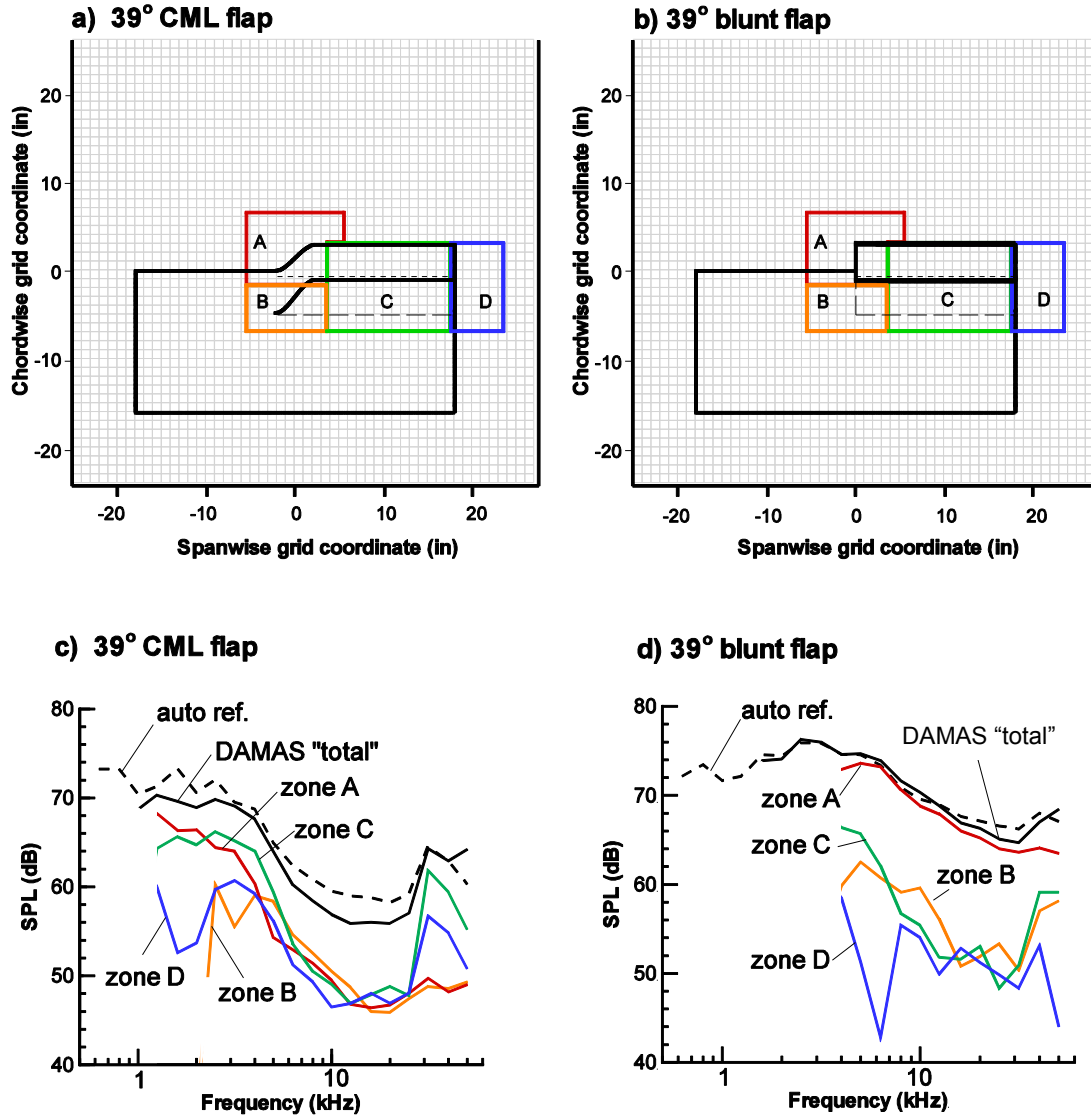 a) 39° CML flap
Chordwise grid coordinate (in)
20
10
0
-10
-20
A
B
C
D
-20
-10
0
10
20
Spanwise grid coordinate (in)
b) 39° blunt flap
Chordwise grid coordinate (in)
20
10
0
-10
-20
A
B
C
D
-20
-10
0
10
20
Spanwise grid coordinate (in)
c) 39° CML flap
SPL (dB)
80
70
60
50
40
auto ref.
DAMAS "total"
zone A
zone C
zone D
zone B
1
10
Frequency (kHz)
d) 39° blunt flap
SPL (dB)
80
70
60
50
40
auto ref.
DAMAS “total”
zone A
zone C
zone B
zone D
1
10
Frequency (kHz)